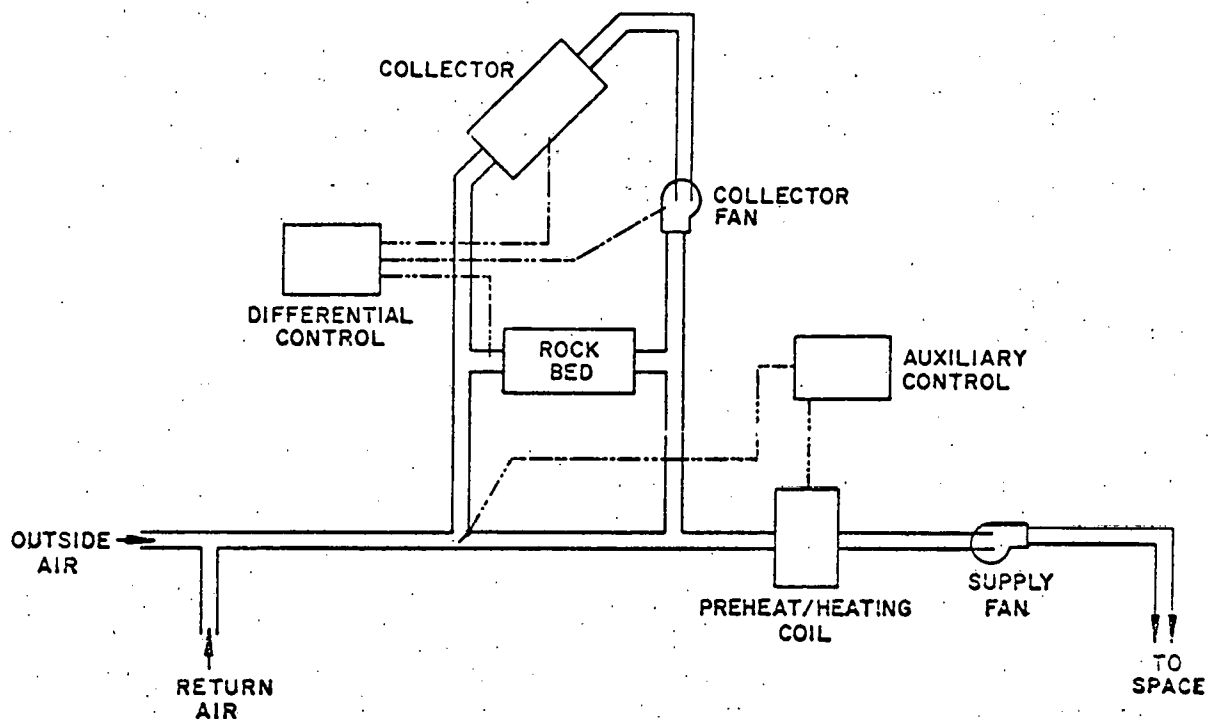 COLLECTOR
COLLECTOR
FAN
DIFFERENTIAL
CONTROL
ROCK
BED
AUXILIARY
CONTROL
OUTSIDE
AIR
PREHEAT/HEATING
COIL
SUPPLY
FAN
RETURN
AIR
TO
SPACE